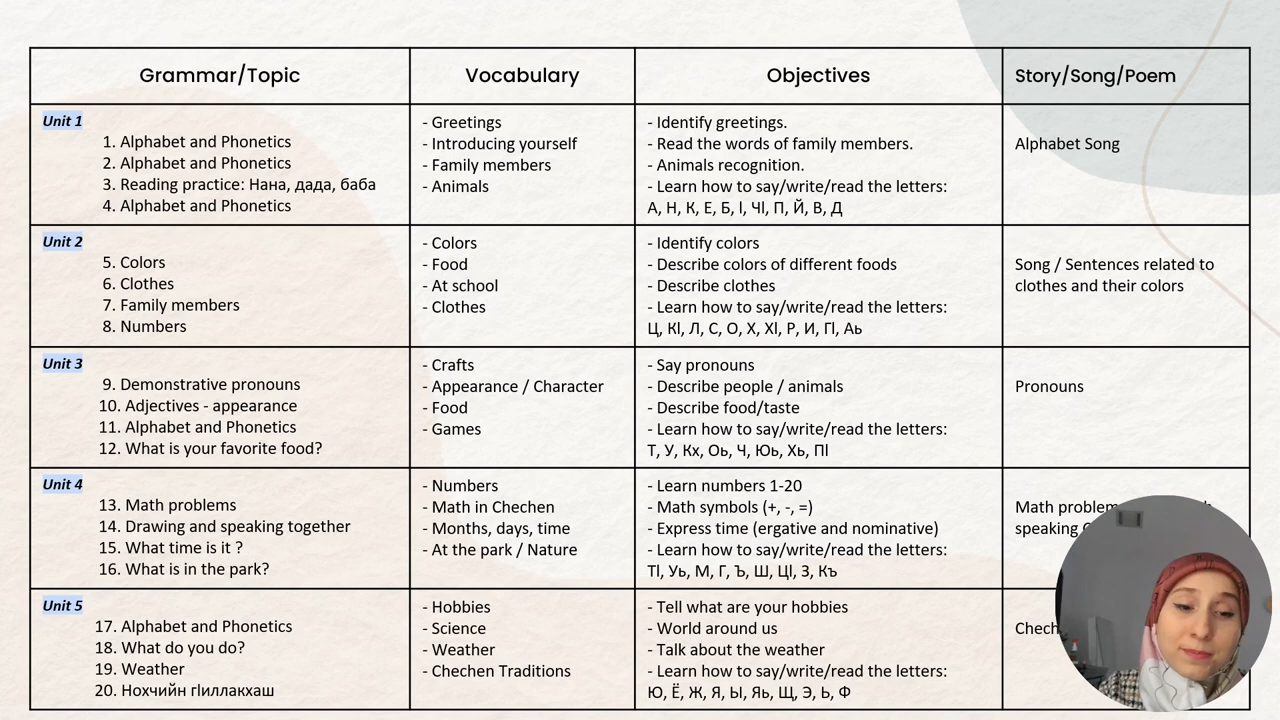 Grammar/Topic
Vocabulary
Objectives
Story/Song/Poem
Unit 1
1. Alphabet and Phonetics
2. Alphabet and Phonetics
3. Reading practice: Нана, дада, баба
4. Alphabet and Phonetics
- Greetings
- Introducing yourself
- Family members
- Animals
- Identify greetings.
- Read the words of family members.
- Animals recognition.
- Learn how to say/write/read the letters:
А, Н, К, Е, Б, I, ЧI, П, Й, В, Д
Alphabet Song
Unit 2
5. Colors
6. Clothes
7. Family members
8. Numbers
- Colors
- Food
- At school
- Clothes
- Identify colors
- Describe colors of different foods
- Describe clothes
- Learn how to say/write/read the letters:
Ц, КI, Л, С, О, Х, ХI, Р, И, ГI, Аь
Song / Sentences related to
clothes and their colors
Unit 3
9. Demonstrative pronouns
10. Adjectives - appearance
11. Alphabet and Phonetics
12. What is your favorite food?
- Crafts
- Appearance / Character
- Food
- Games
- Say pronouns
- Describe people / animals
- Describe food/taste
- Learn how to say/write/read the letters:
Т, У, Кх, Оь, Ч, Юь, Хь, ПI
Pronouns
Unit 4
13. Math problems
14. Drawing and speaking together
15. What time is it ?
16. What is in the park?
- Numbers
- Math in Chechen
- Months, days, time
- At the park / Nature
- Learn numbers 1-20
- Math symbols (+, -, =)
- Express time (ergative and nominative)
- Learn how to say/write/read the letters:
ТI, Уь, М, Г, Ъ, Ш, ЦI, З, Къ
Math
speaking
Unit 5
17. Alphabet and Phonetics
18. What do you do?
19. Weather
20. Нохчийн гIиллакхаш
- Hobbies
- Science
- Weather
- Chechen Traditions
- Tell what are your hobbies
- World around us
- Talk about the weather
- Learn how to say/write/read the letters:
Ю, Ё, Ж, Я, Ы, Яь, Щ, Э, Ь, Ф